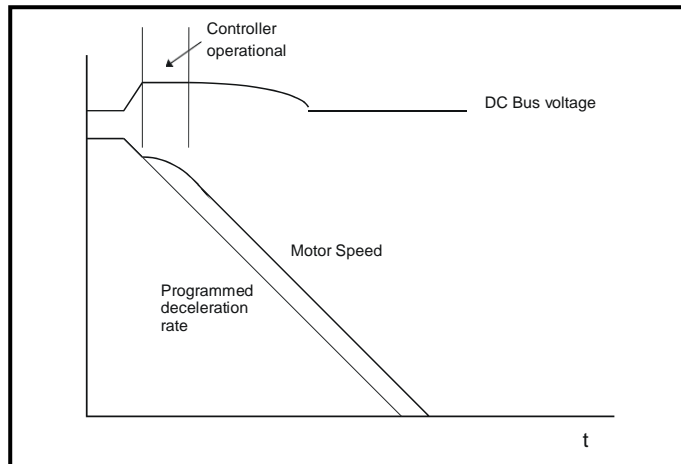 Controller
operational
DC Bus voltage
Motor Speed
Programmed
deceleration
rate
t